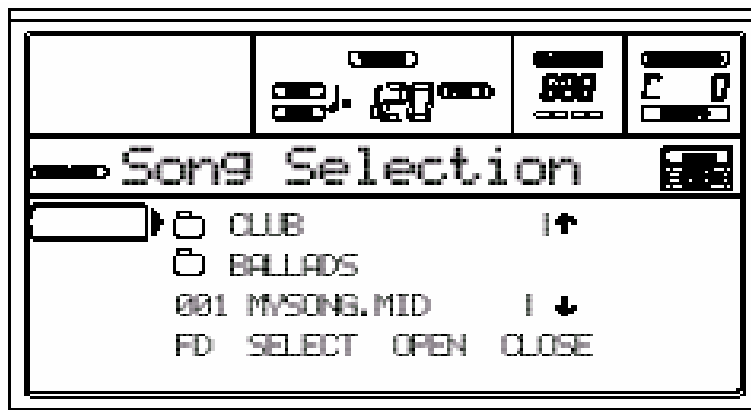 Song Selection
CLUB
BALLADS
001 MYSONG.MID
FD SELECT OPEN CLOSE